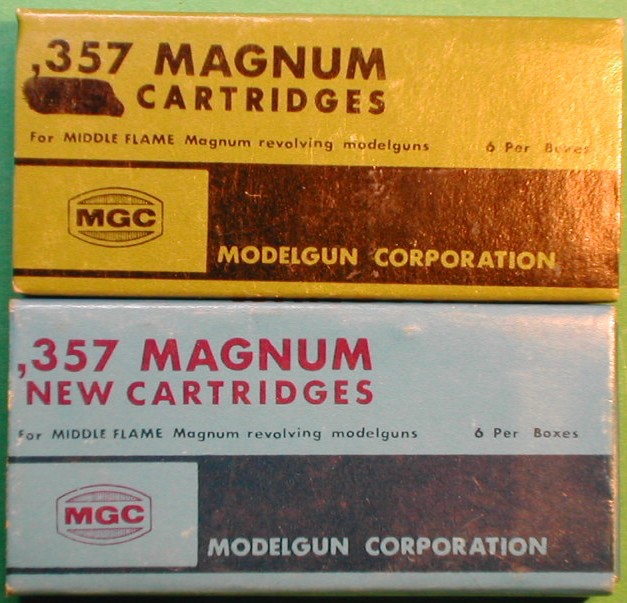 ,357 MAGNUM
CARTRIDGES
For MIDDLE FLAME Magnum revolving modelguns 6 Per Boxes
MGC
MODELGUN CORPORATION
,357 MAGNUM
NEW CARTRIDGES
For MIDDLE FLAME Magnum revolving modelguns 6 Per Boxes
MGC
MODELGUN CORPORATION